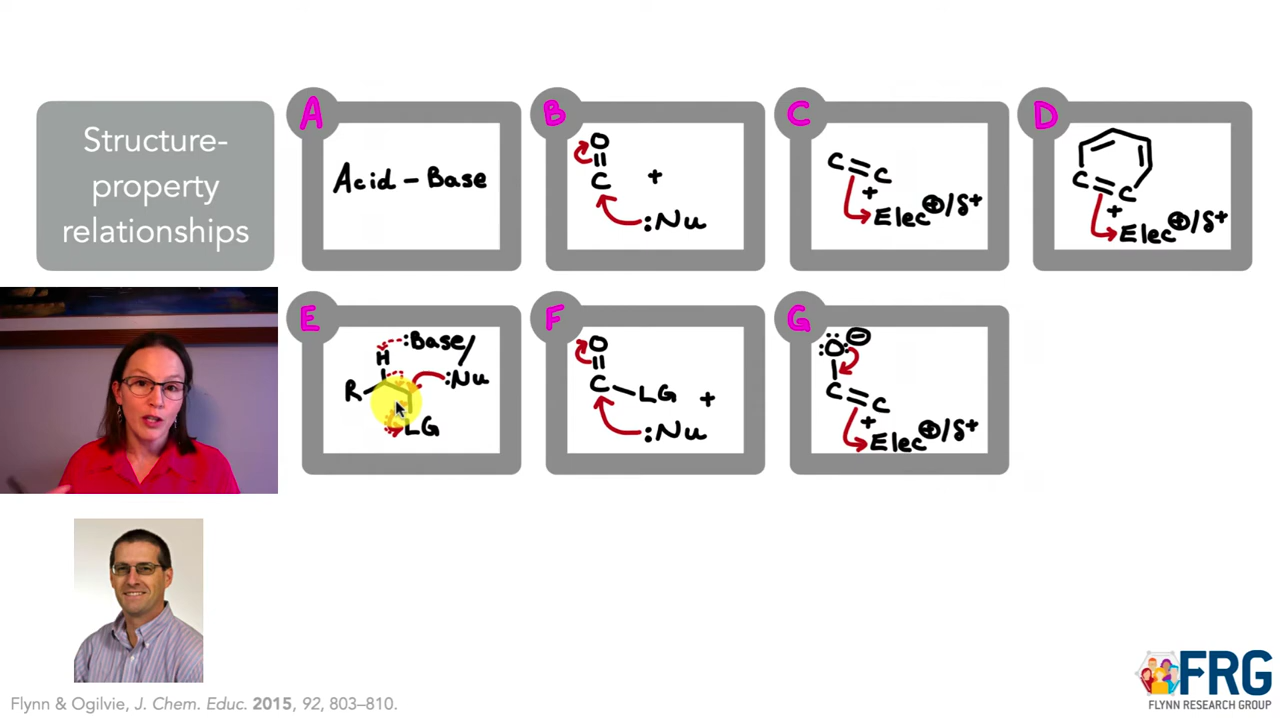 Structure-
property
relationships
A
Acid - Base
B
O
C
+
:Nu
C
C=C
+
Elec⊕/δ+
D
C=C
+
Elec⊕/δ+
E
:Base/
H
R
:Nu
LG
F
O
C-LG
+
:Nu
G
:O: ⊖
C=C
+
Elec⊕/δ+
Flynn & Ogilvie, J. Chem. Educ. 2015, 92, 803–810.
FRG
FLYNN RESEARCH GROUP